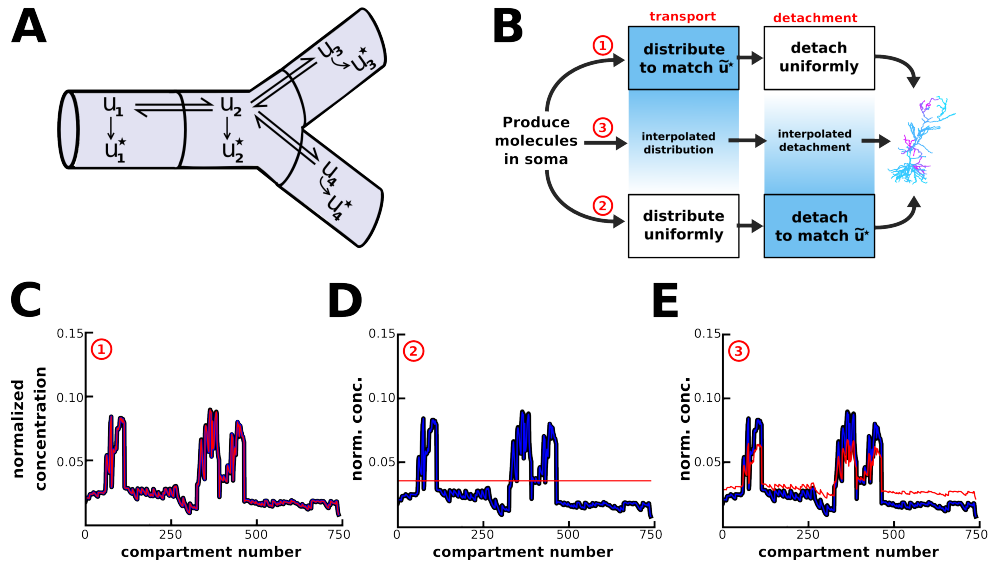 A
u₁
u₂
u₃
u₃*
u₁*
u₂*
u₄
u₄*
B
transport
detachment
1
distribute
to match ũ*
detach
uniformly
Produce
molecules
in soma
3
interpolated
distribution
interpolated
detachment
2
distribute
uniformly
detach
to match ũ*
C
0.15
0.10
0.05
1
normalized
concentration
0
250
500
750
compartment number
D
0.15
0.10
0.05
2
norm. conc.
0
250
500
750
compartment number
E
0.15
0.10
0.05
3
norm. conc.
0
250
500
750
compartment number